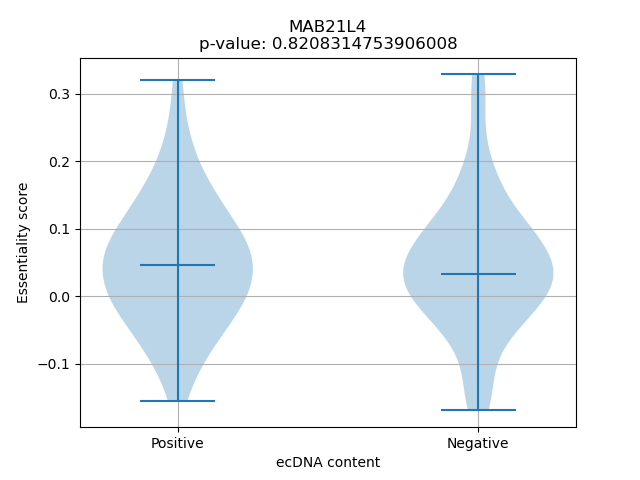 MAB21L4
p-value: 0.8208314753906008
Essentiality score
0.3
0.2
0.1
0.0
−0.1
Positive
Negative
ecDNA content